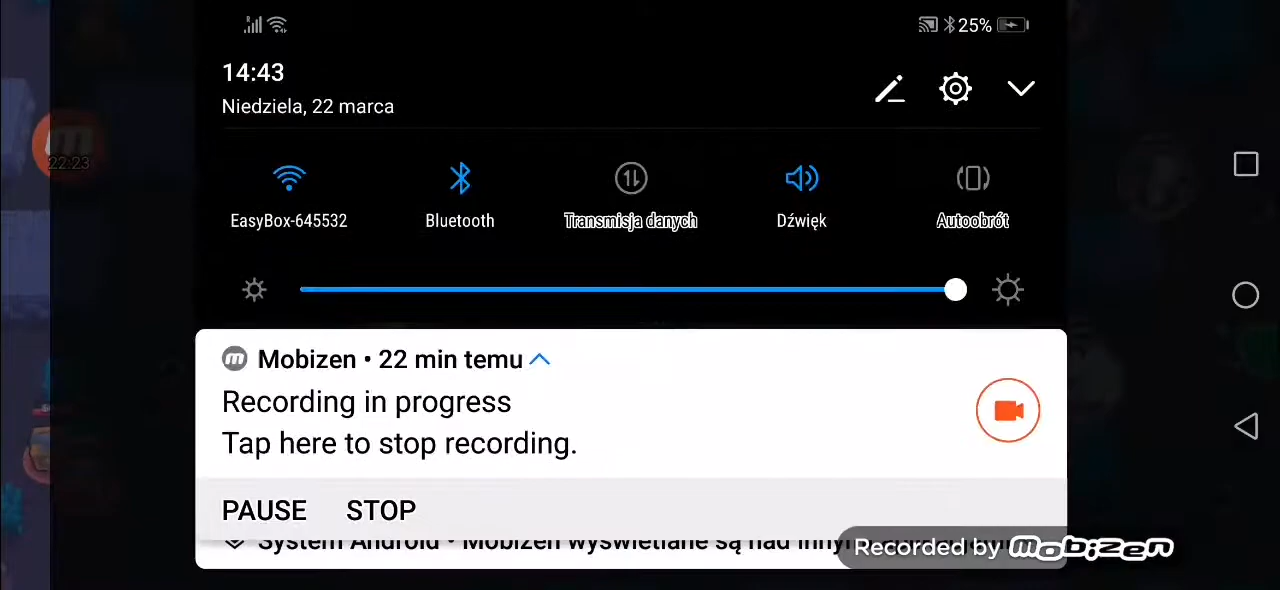 25%
14:43
Niedziela, 22 marca
22:23
EasyBox-645532
Bluetooth
Transmisja danych
Dźwięk
Autoobrót
m Mobizen • 22 min temu
Recording in progress
Tap here to stop recording.
PAUSE STOP
System Android • Mobizen wyświetlane są nad innym
Recorded by mobizen